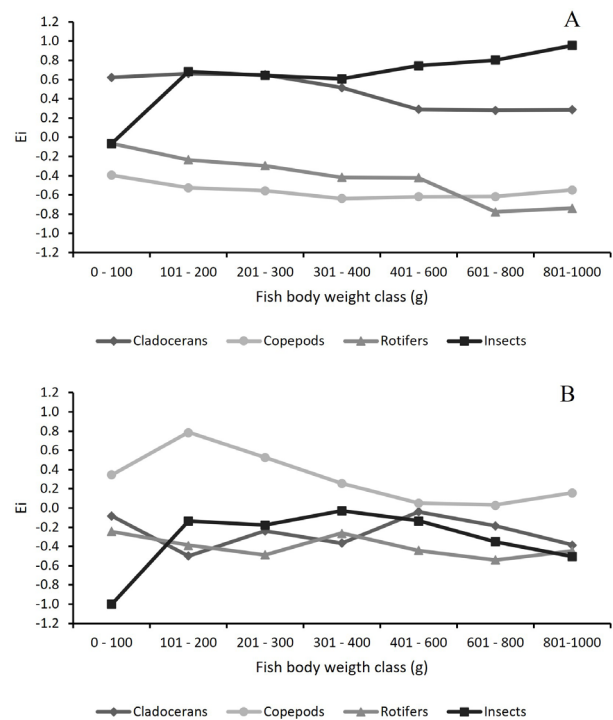 A
1.2
1.0
0.8
0.6
0.4
0.2
0.0
-0.2
-0.4
-0.6
-0.8
-1.0
-1.2
Ei
0 - 100 101 - 200 201 - 300 301 - 400 401 - 600 601 - 800 801-1000
Fish body weight class (g)
Cladocerans Copepods Rotifers Insects
B
1.2
1.0
0.8
0.6
0.4
0.2
0.0
-0.2
-0.4
-0.6
-0.8
-1.0
-1.2
Ei
0 - 100 101 - 200 201 - 300 301 - 400 401 - 600 601 - 800 801-1000
Fish body weigth class (g)
Cladocerans Copepods Rotifers Insects